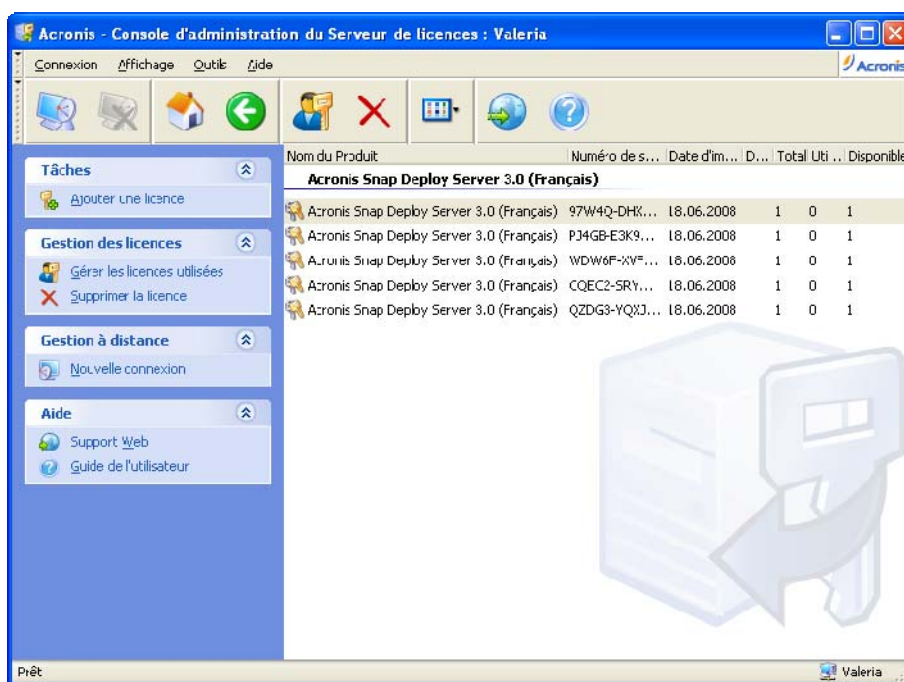 Acronis - Console d'administration du Serveur de licences : Valeria
Connexion Affichage Outils Aide
Acronis
Tâches
Ajouter une licence
Gestion des licences
Gérer les licences utilisées
Supprimer la licence
Gestion à distance
Nouvelle connexion
Aide
Support Web
Guide de l'utilisateur
Nom du Produit Numéro de s... Date d'im... D... Total Uti ... Disponible
Acronis Snap Deploy Server 3.0 (Français)
Acronis Snap Deploy Server 3.0 (Français) 97W4Q-DHX... 18.06.2008 1 0 1
Acronis Snap Deploy Server 3.0 (Français) PJ4GB-E3K9... 18.06.2008 1 0 1
Acronis Snap Deploy Server 3.0 (Français) 18.06.2008 1 0 1
Acronis Snap Deploy Server 3.0 (Français) CQEC2-SRY... 18.06.2008 1 0 1
Acronis Snap Deploy Server 3.0 (Français) QZDG3-YQXJ... 18.06.2008 1 0 1
Prêt Valeria